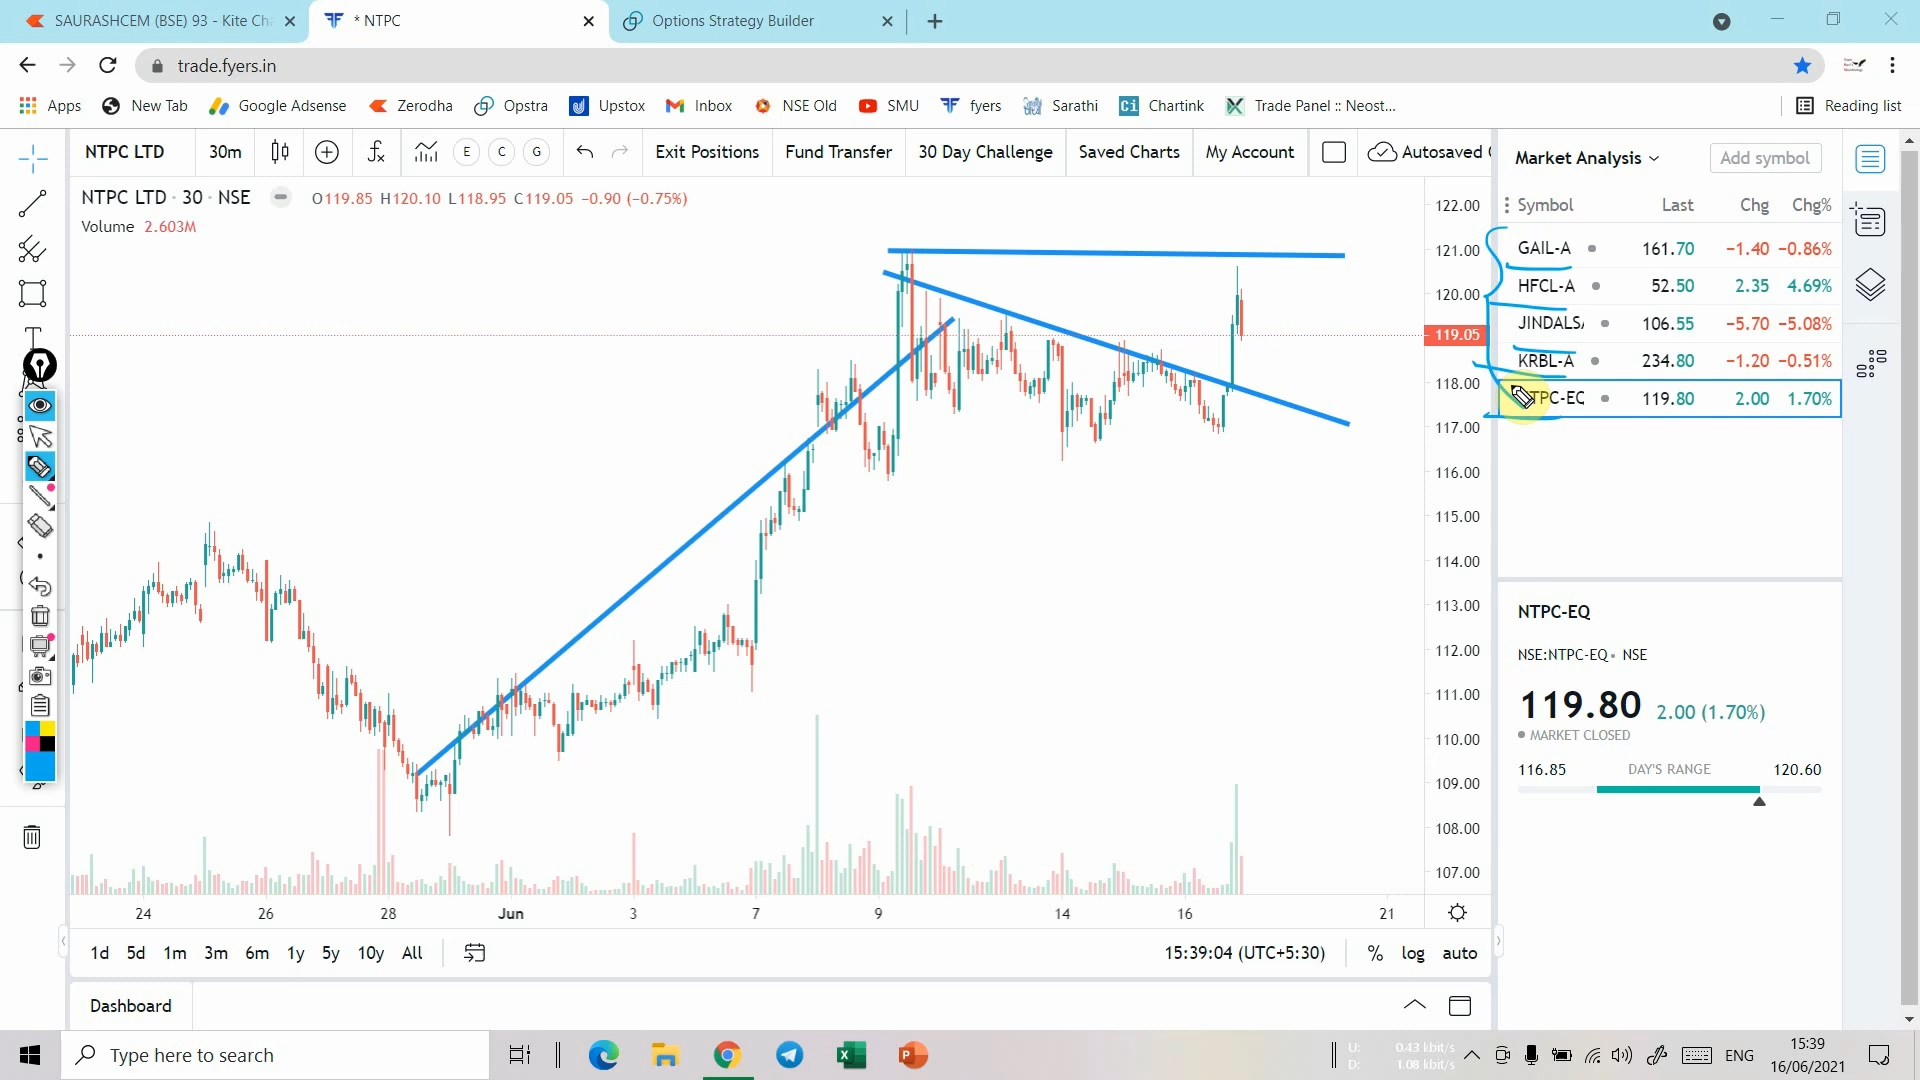 SAURASHCEM (BSE) 93 - Kite Cha
* NTPC
Options Strategy Builder
trade.fyers.in
Apps New Tab Google Adsense Zerodha Opstra Upstox Inbox NSE Old SMU fyers Sarathi Chartink Trade Panel :: Neost... Reading list
NTPC LTD 30m E C G Exit Positions Fund Transfer 30 Day Challenge Saved Charts My Account Autosaved
Market Analysis Add symbol
NTPC LTD · 30 · NSE O119.85 H120.10 L118.95 C119.05 −0.90 (−0.75%)
Volume 2.603M
Symbol Last Chg Chg%
GAIL-A 161.70 −1.40 −0.86%
HFCL-A 52.50 2.35 4.69%
JINDALSA 106.55 −5.70 −5.08%
KRBL-A 234.80 −1.20 −0.51%
TPC-EQ 119.80 2.00 1.70%
122.00
121.00
120.00
119.05
118.00
117.00
116.00
115.00
114.00
113.00
112.00
111.00
110.00
109.00
108.00
107.00
NTPC-EQ
NSE:NTPC-EQ NSE
119.80 2.00 (1.70%)
MARKET CLOSED
116.85 DAY'S RANGE 120.60
24 26 28 Jun 3 7 9 14 16 21
1d 5d 1m 3m 6m 1y 5y 10y All
15:39:04 (UTC+5:30) % log auto
Dashboard
Type here to search
U: 0.43 kbit/s
D: 1.08 kbit/s
ENG
15:39
16/06/2021